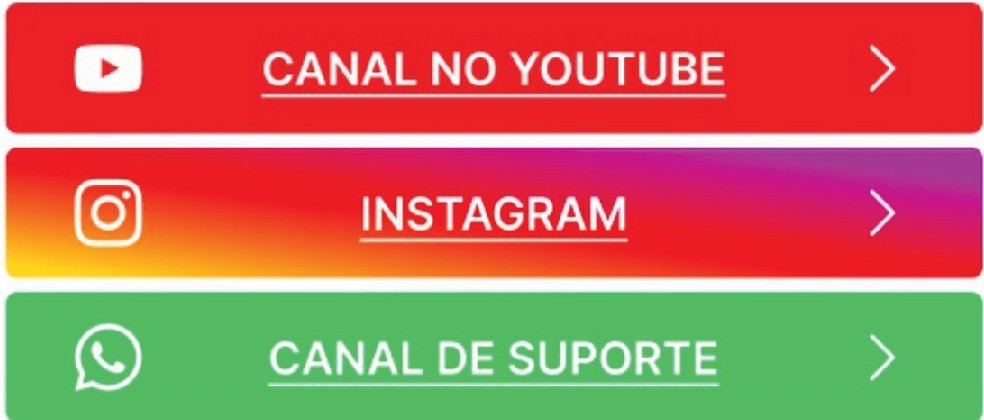 CANAL NO YOUTUBE
INSTAGRAM
CANAL DE SUPORTE